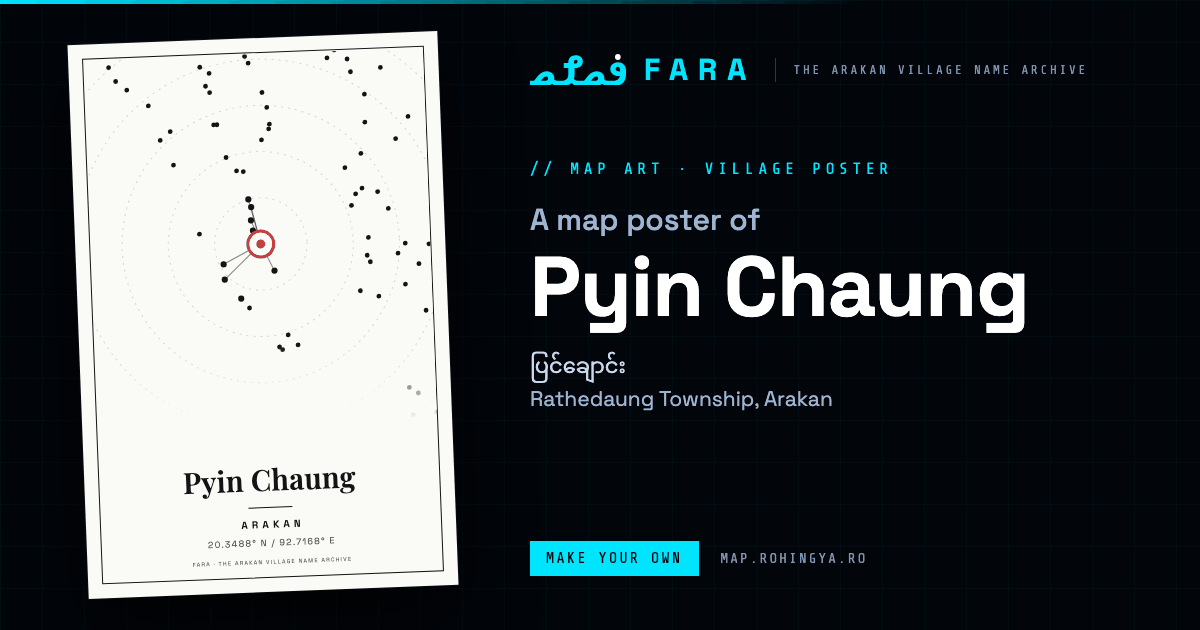 FARA
THE ARAKAN VILLAGE NAME ARCHIVE
// MAP ART · VILLAGE POSTER
A map poster of
Pyin Chaung
ပြင်ချောင်း
Rathedaung Township, Arakan
MAKE YOUR OWN
MAP.ROHINGYA.RO
Pyin Chaung
ARAKAN
20.3488° N / 92.7168° E
FARA · THE ARAKAN VILLAGE NAME ARCHIVE